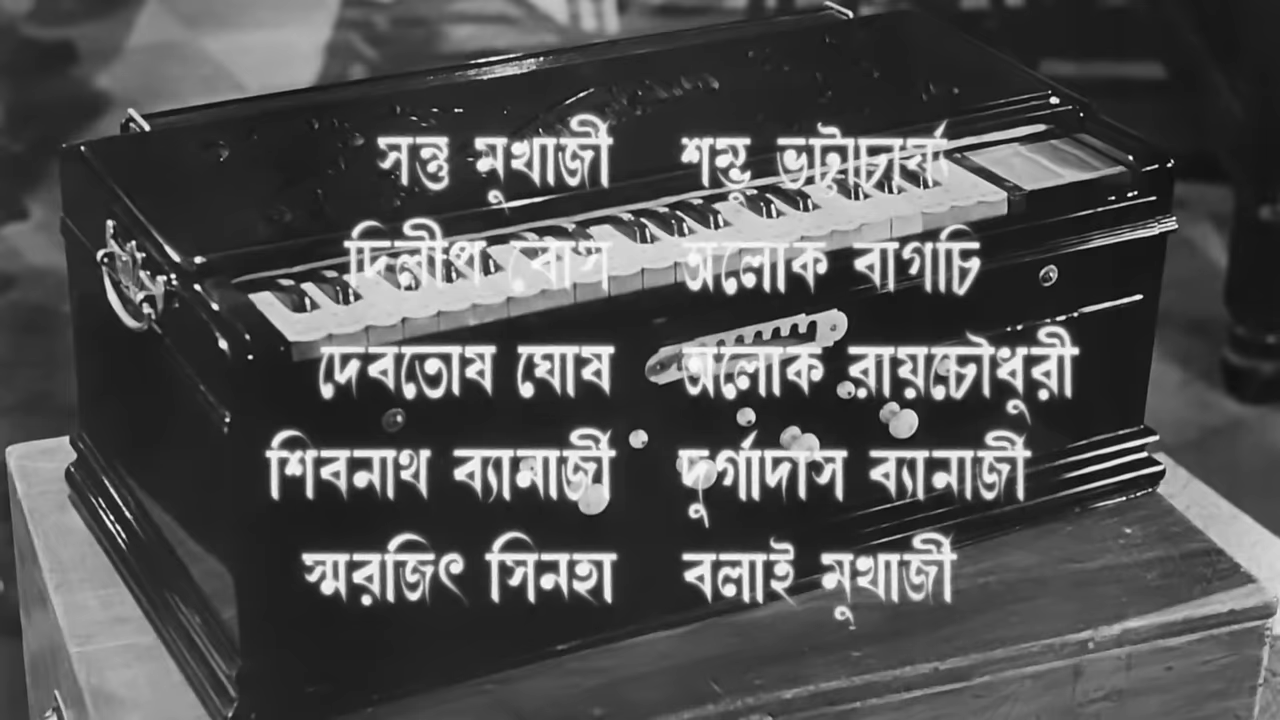 সন্তু মুখার্জী শম্ভু ভট্টাচার্য্য
দিলীপ বোস অলোক বাগচি
দেবতোষ ঘোষ অলোক রায়চৌধুরী
শিবনাথ ব্যানার্জী দুর্গাদাস ব্যানার্জী
স্মরজিৎ সিনহা বলাই মুখার্জী